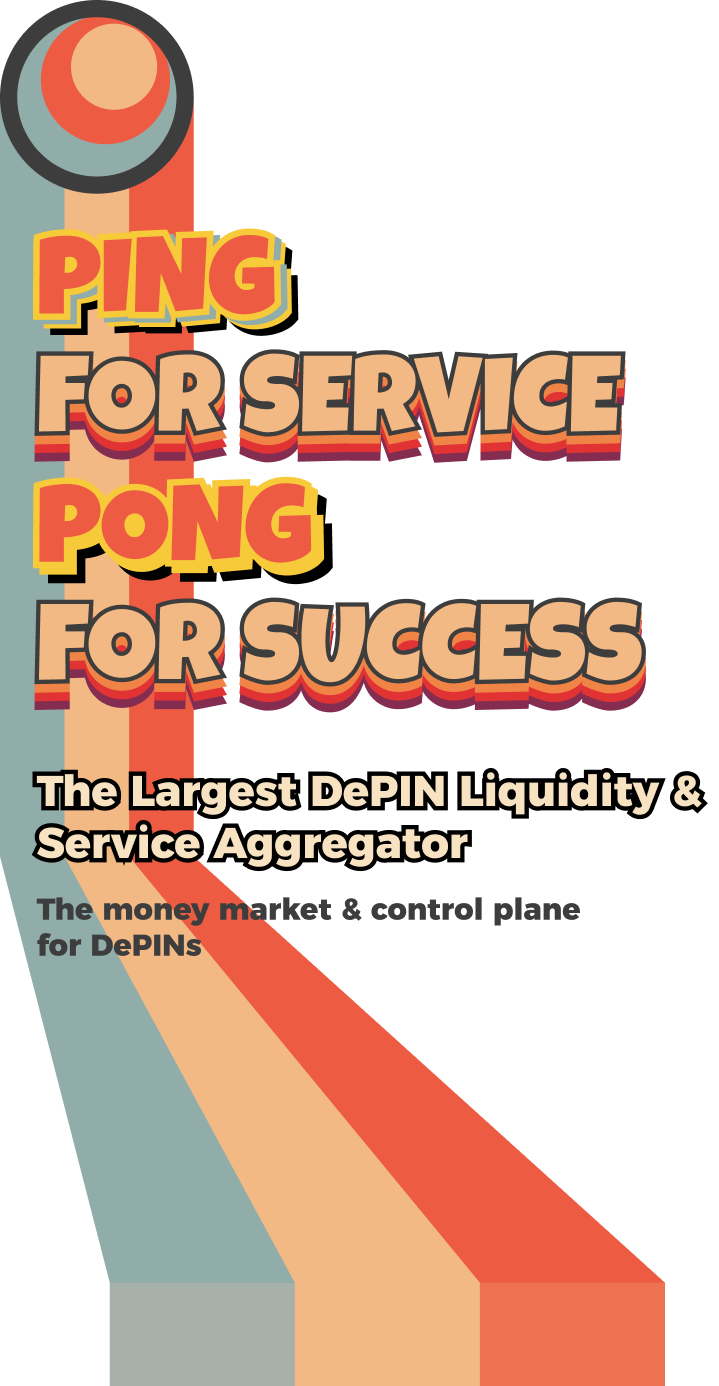 PING
FOR SERVICE
PONG
FOR SUCCESS
The Largest DePIN Liquidity &
Service Aggregator
The money market & control plane
for DePINs